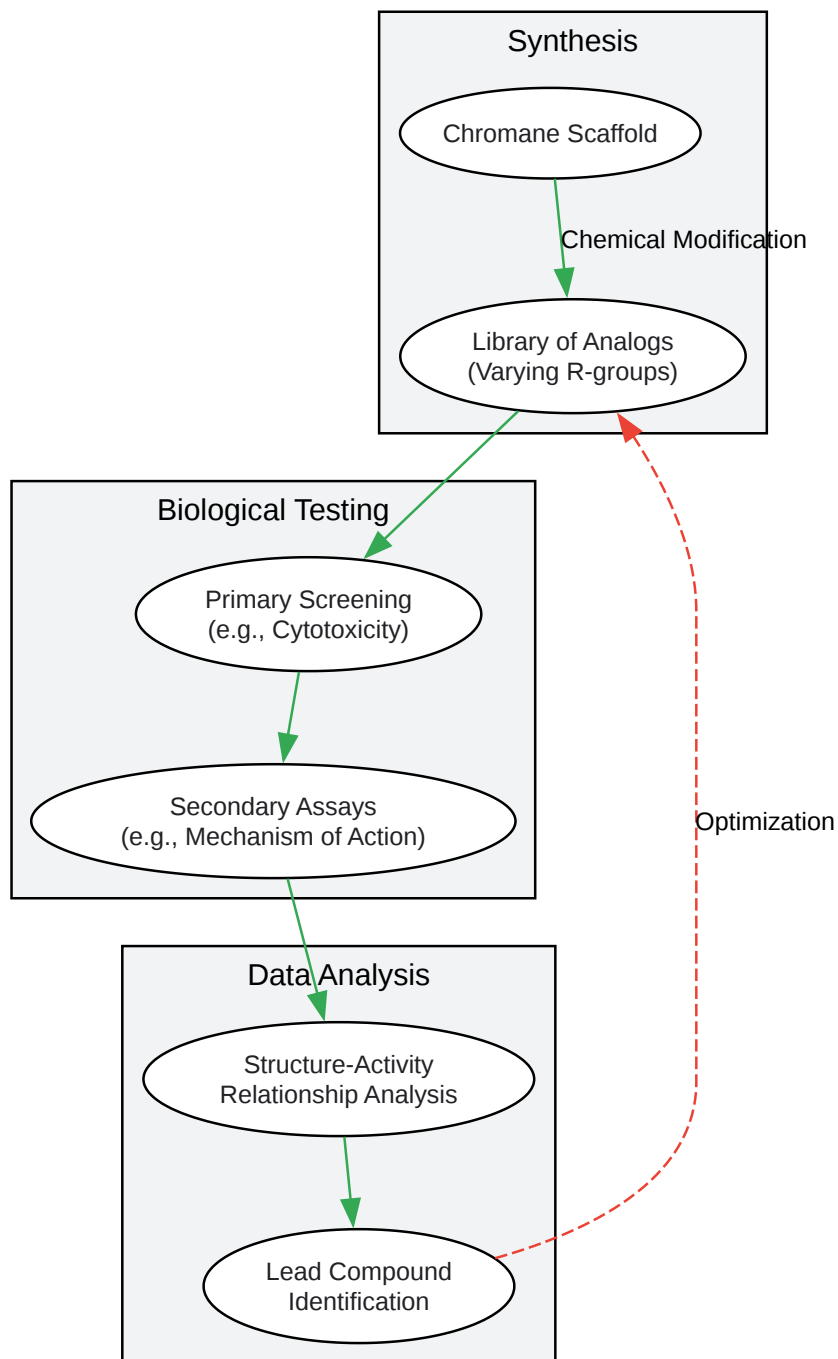 Synthesis
Chromane Scaffold
Chemical Modification
Library of Analogs
(Varying R-groups)
Biological Testing
Primary Screening
(e.g., Cytotoxicity)
Secondary Assays
(e.g., Mechanism of Action)
Optimization
Data Analysis
Structure-Activity
Relationship Analysis
Lead Compound
Identification